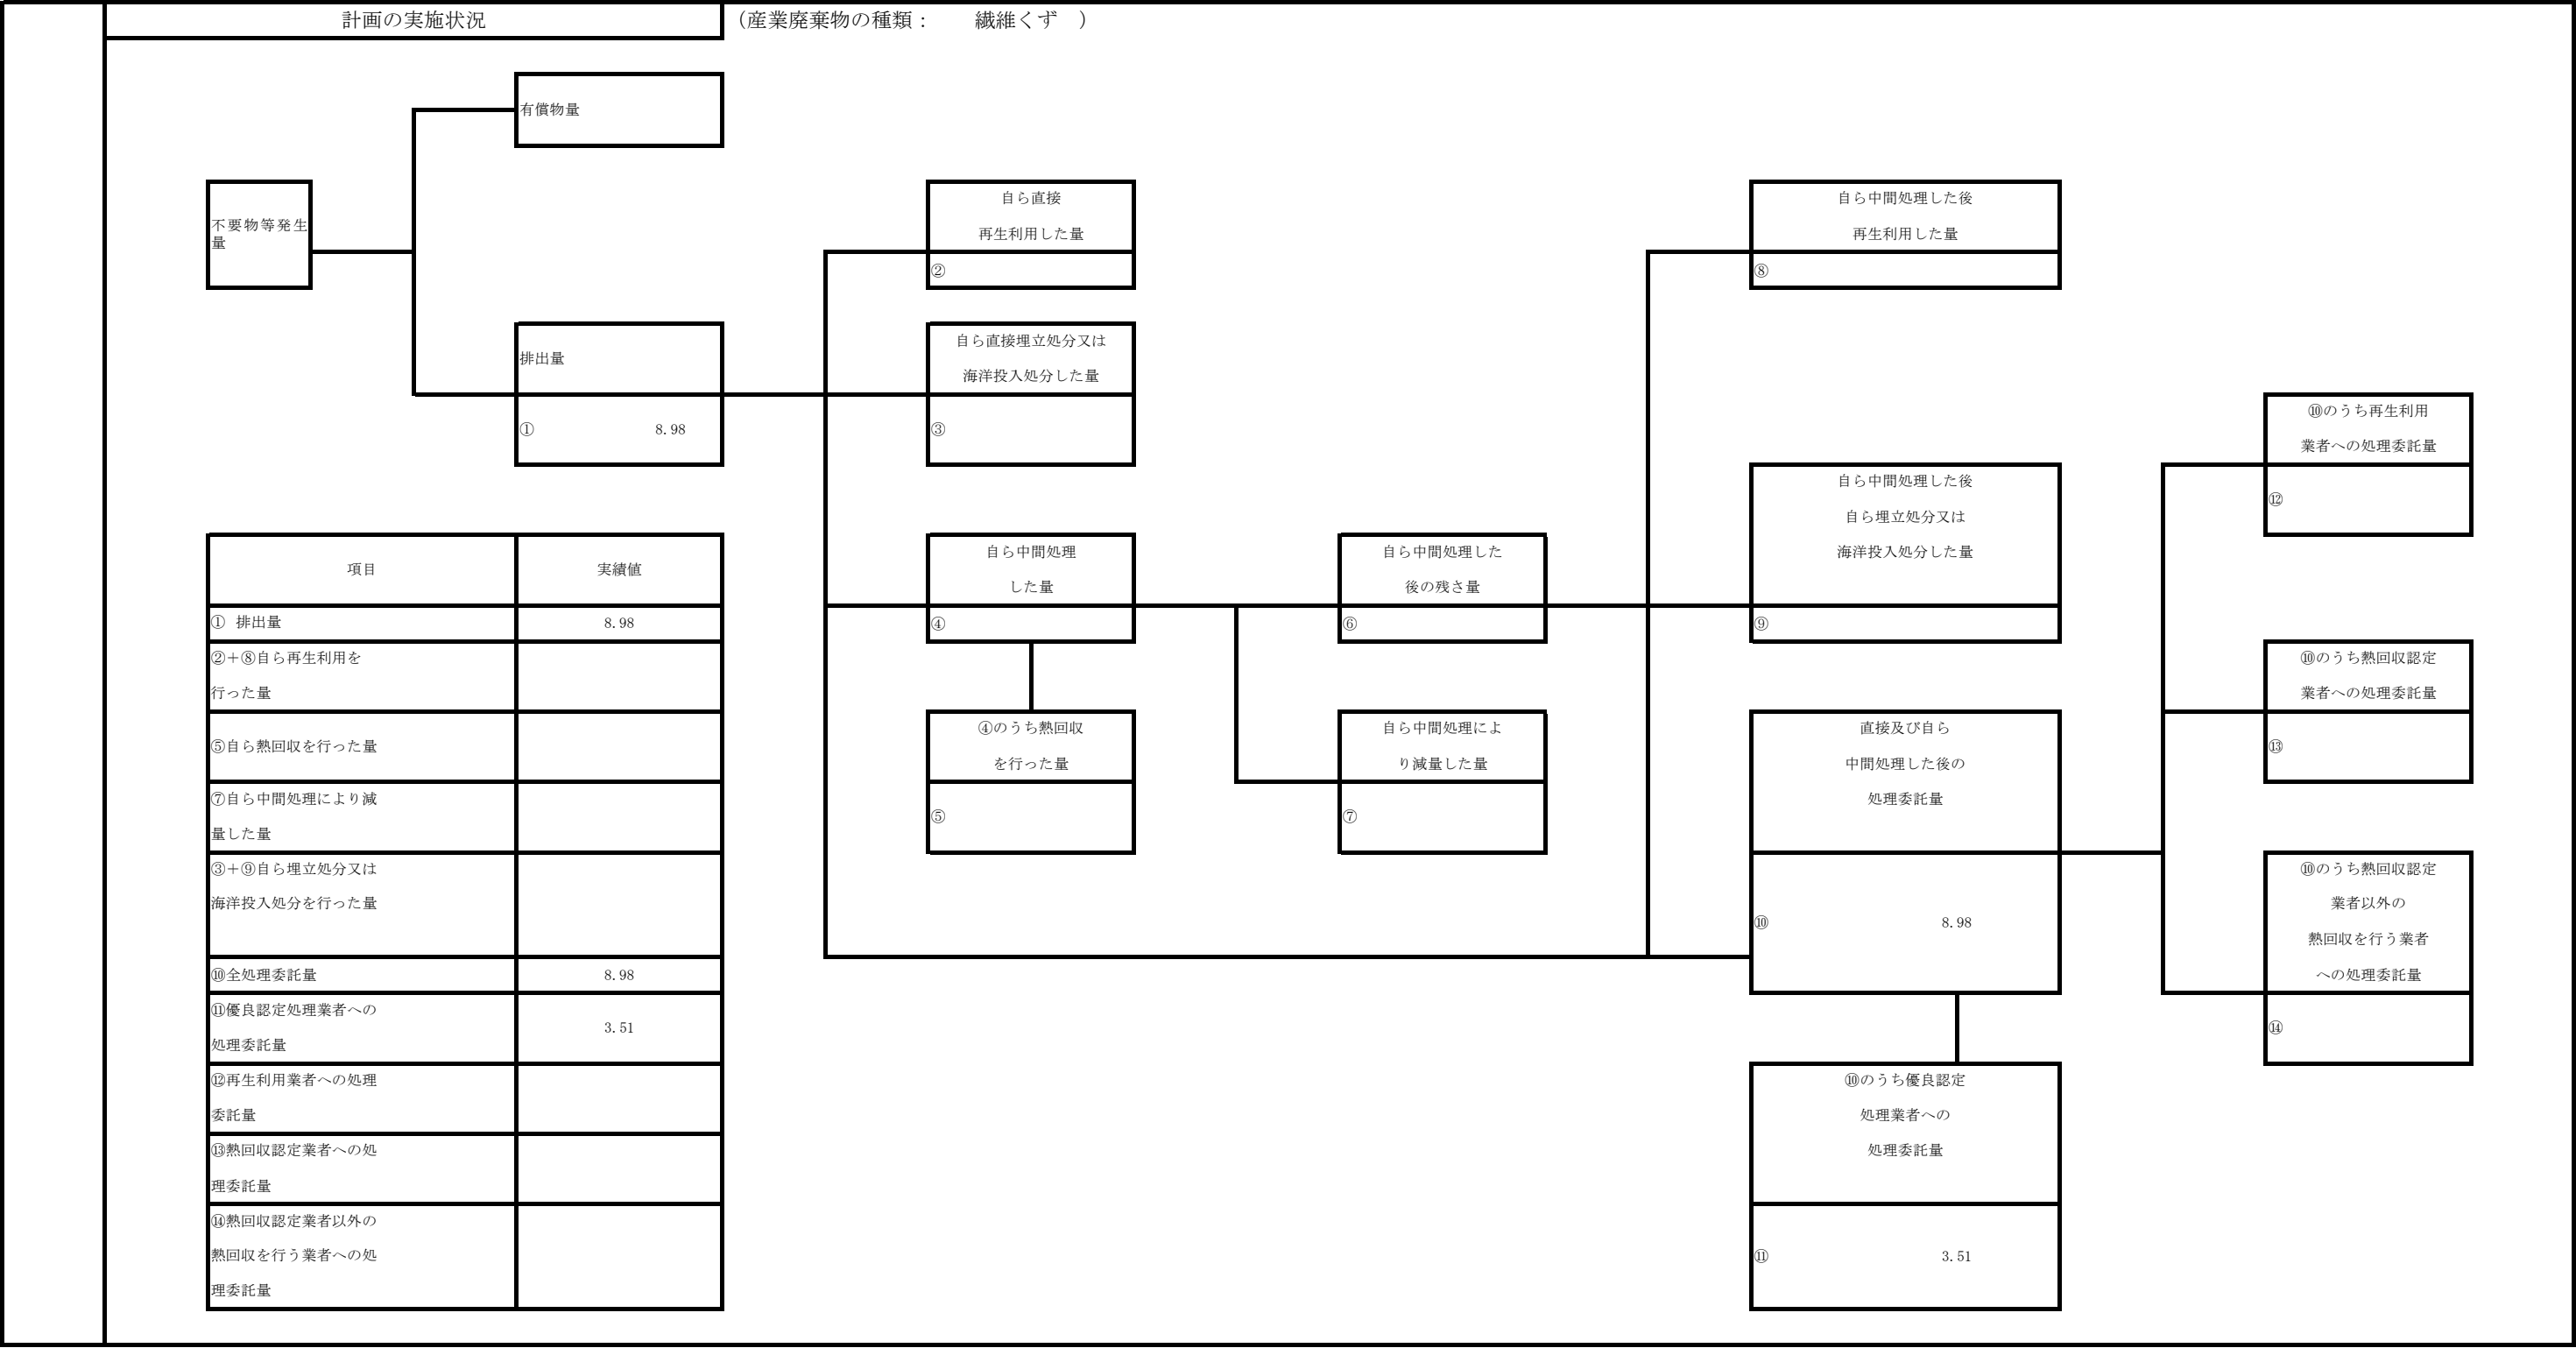 計画の実施状況
（産業廃棄物の種類：　　繊維くず　）
有償物量
不要物等発生
量
自ら直接
再生利用した量
②
自ら中間処理した後
再生利用した量
⑧
排出量
① 8.98
自ら直接埋立処分又は
海洋投入処分した量
③
⑩のうち再生利用
業者への処理委託量
⑫
自ら中間処理した後
自ら埋立処分又は
海洋投入処分した量
⑨
自ら中間処理
した量
④
自ら中間処理した
後の残さ量
⑥
④のうち熱回収
を行った量
⑤
自ら中間処理によ
り減量した量
⑦
直接及び自ら
中間処理した後の
処理委託量
⑩ 8.98
⑩のうち熱回収認定
業者への処理委託量
⑬
⑩のうち熱回収認定
業者以外の
熱回収を行う業者
への処理委託量
⑭
⑩のうち優良認定
処理業者への
処理委託量
⑪ 3.51
項目 実績値
① 排出量 8.98
②＋⑧自ら再生利用を
行った量
⑤自ら熱回収を行った量
⑦自ら中間処理により減
量した量
③＋⑨自ら埋立処分又は
海洋投入処分を行った量
⑩全処理委託量 8.98
⑪優良認定処理業者への
処理委託量 3.51
⑫再生利用業者への処理
委託量
⑬熱回収認定業者への処
理委託量
⑭熱回収認定業者以外の
熱回収を行う業者への処
理委託量